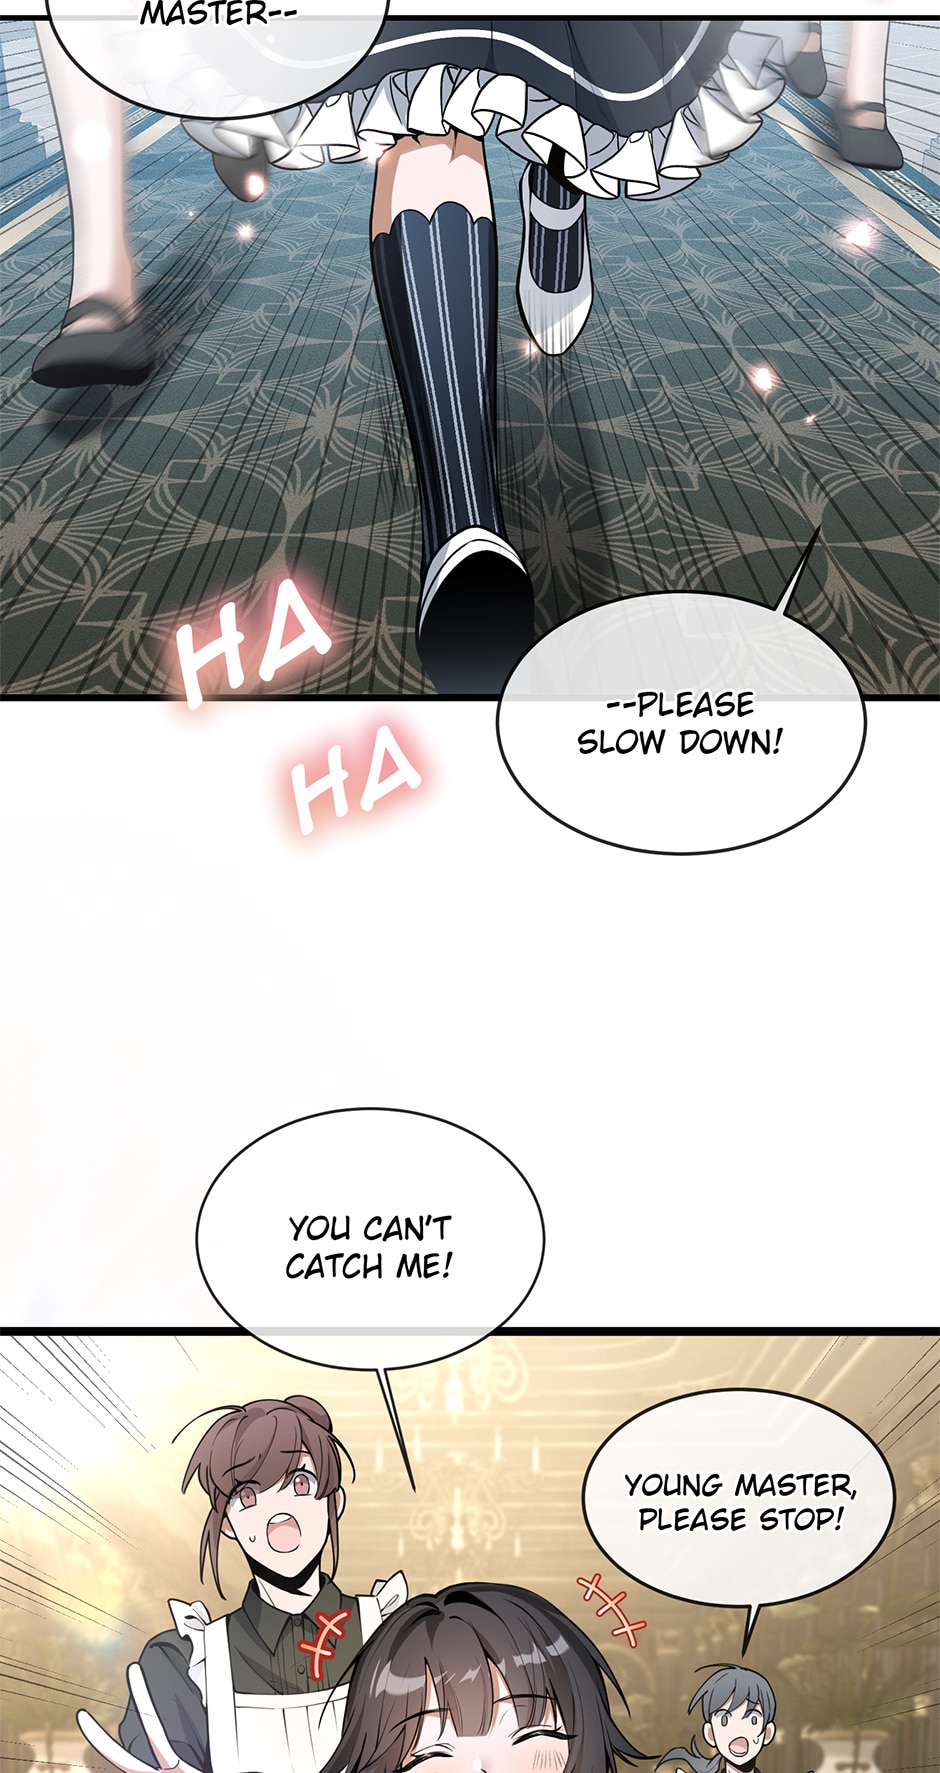 MASTER--
HA
HA
--PLEASE
SLOW DOWN!
YOU CAN'T
CATCH ME!
YOUNG MASTER,
PLEASE STOP!